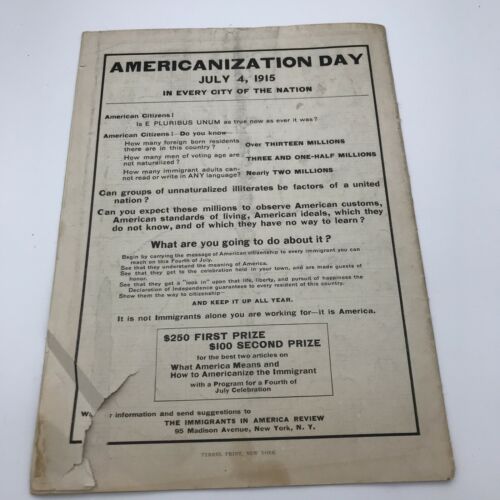 AMERICANIZATION DAY
JULY 4, 1915
IN EVERY CITY OF THE NATION
American Citizens!
Is E PLURIBUS UNUM as true now as ever it was?
American Citizens! Do you know—
How many foreign born residents there are in this country? Over THIRTEEN MILLIONS
How many men of voting age are not naturalized? THREE AND ONE-HALF MILLIONS
How many immigrant adults cannot read or write in ANY language? Nearly TWO MILLIONS
Can groups of unnaturalized illiterates be factors of a united
nation?
Can you expect these millions to observe American customs,
American standards of living, American ideals, which they
do not know, and of which they have no way to learn?
What are you going to do about it?
Begin by carrying the message of American citizenship to every immigrant you can
reach on this Fourth of July.
See that they understand the meaning of America.
See that they get to the celebration held in your town, and are made guests of
honor.
See that they get a "look in" upon that life, liberty, and pursuit of happiness the
Declaration of Independence guarantees to every resident of this country.
Show them the way to citizenship—
AND KEEP IT UP ALL YEAR.
It is not Immigrants alone you are working for—it is America.
$250 FIRST PRIZE
$100 SECOND PRIZE
for the best two articles on
What America Means and
How to Americanize the Immigrant
with a Program for a Fourth of
July Celebration
information and send suggestions to
THE IMMIGRANTS IN AMERICA REVIEW
95 Madison Avenue, New York, N. Y.
PRINT, NEW YORK